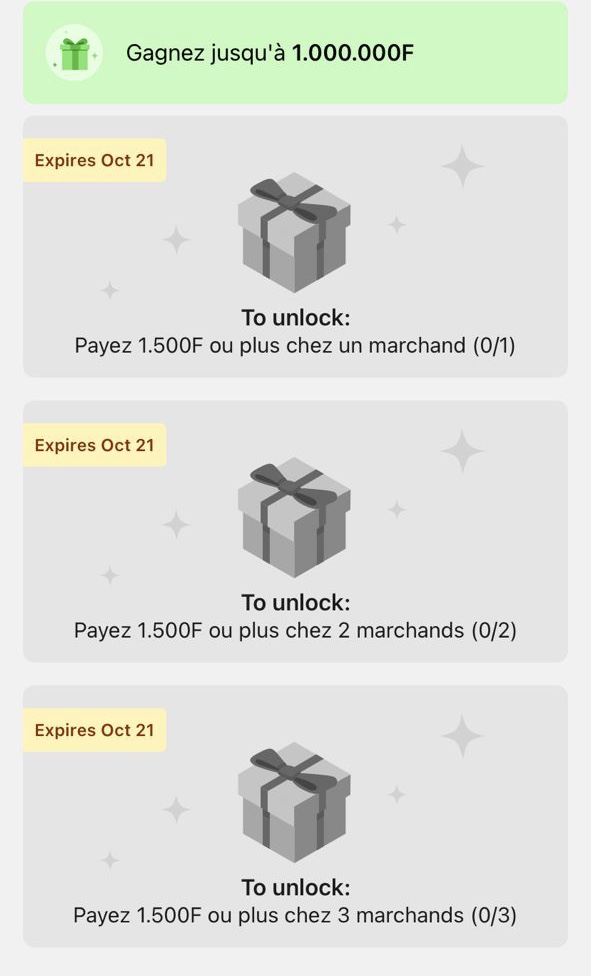 Gagnez jusqu'à 1.000.000F
Expires Oct 21
To unlock:
Payez 1.500F ou plus chez un marchand (0/1)
Expires Oct 21
To unlock:
Payez 1.500F ou plus chez 2 marchands (0/2)
Expires Oct 21
To unlock:
Payez 1.500F ou plus chez 3 marchands (0/3)